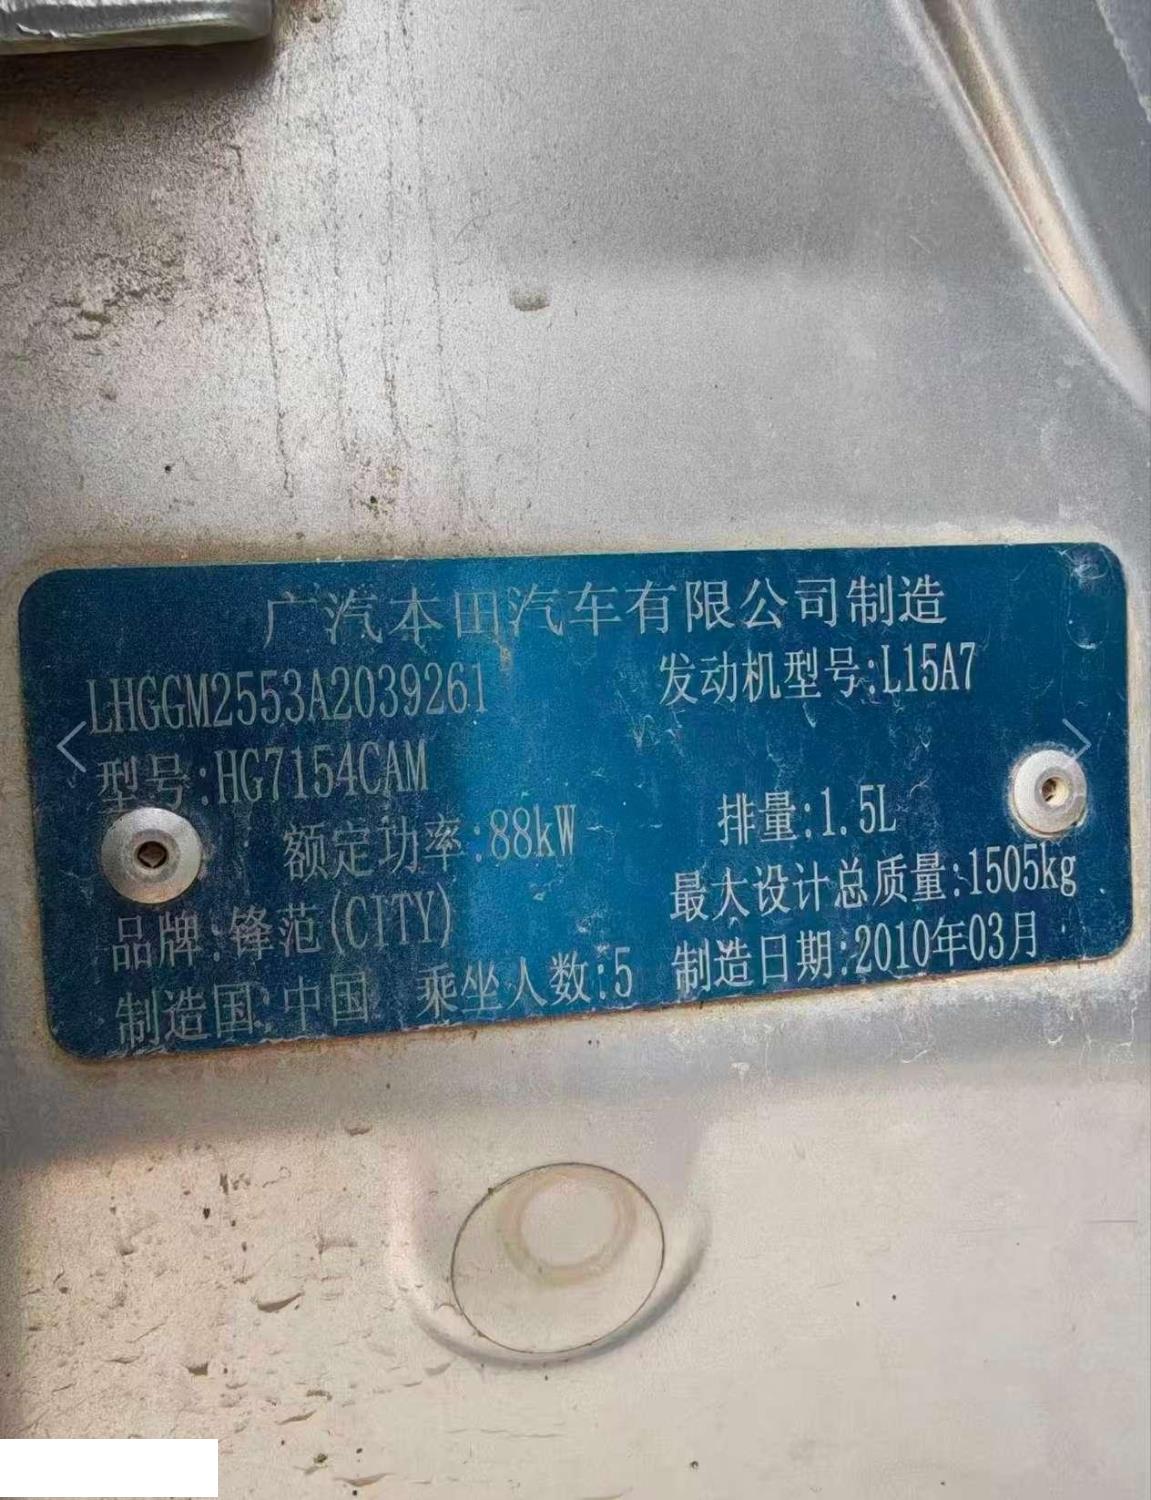 广汽本田汽车有限公司制造
LHGGM2553A2039261 发动机型号:L15A7
型号:HG7154CAM
额定功率:88kW 排量:1.5L
品牌:锋范(CITY) 最大设计总质量:1505kg
制造国:中国 乘坐人数:5 制造日期:2010年03月